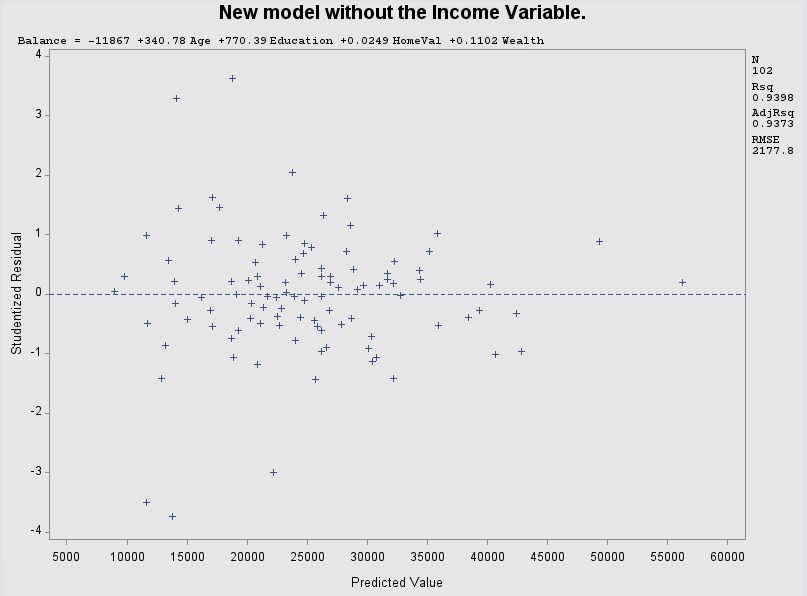 New model without the Income Variable.
Balance = -11867 +340.78 Age +770.39 Education +0.0249 HomeVal +0.1102 Wealth
N
102
Rsq
0.9398
AdjRsq
0.9373
RMSE
2177.8
4
3
2
1
0
-1
-2
-3
-4
Studentized Residual
5000 10000 15000 20000 25000 30000 35000 40000 45000 50000 55000 60000
Predicted Value